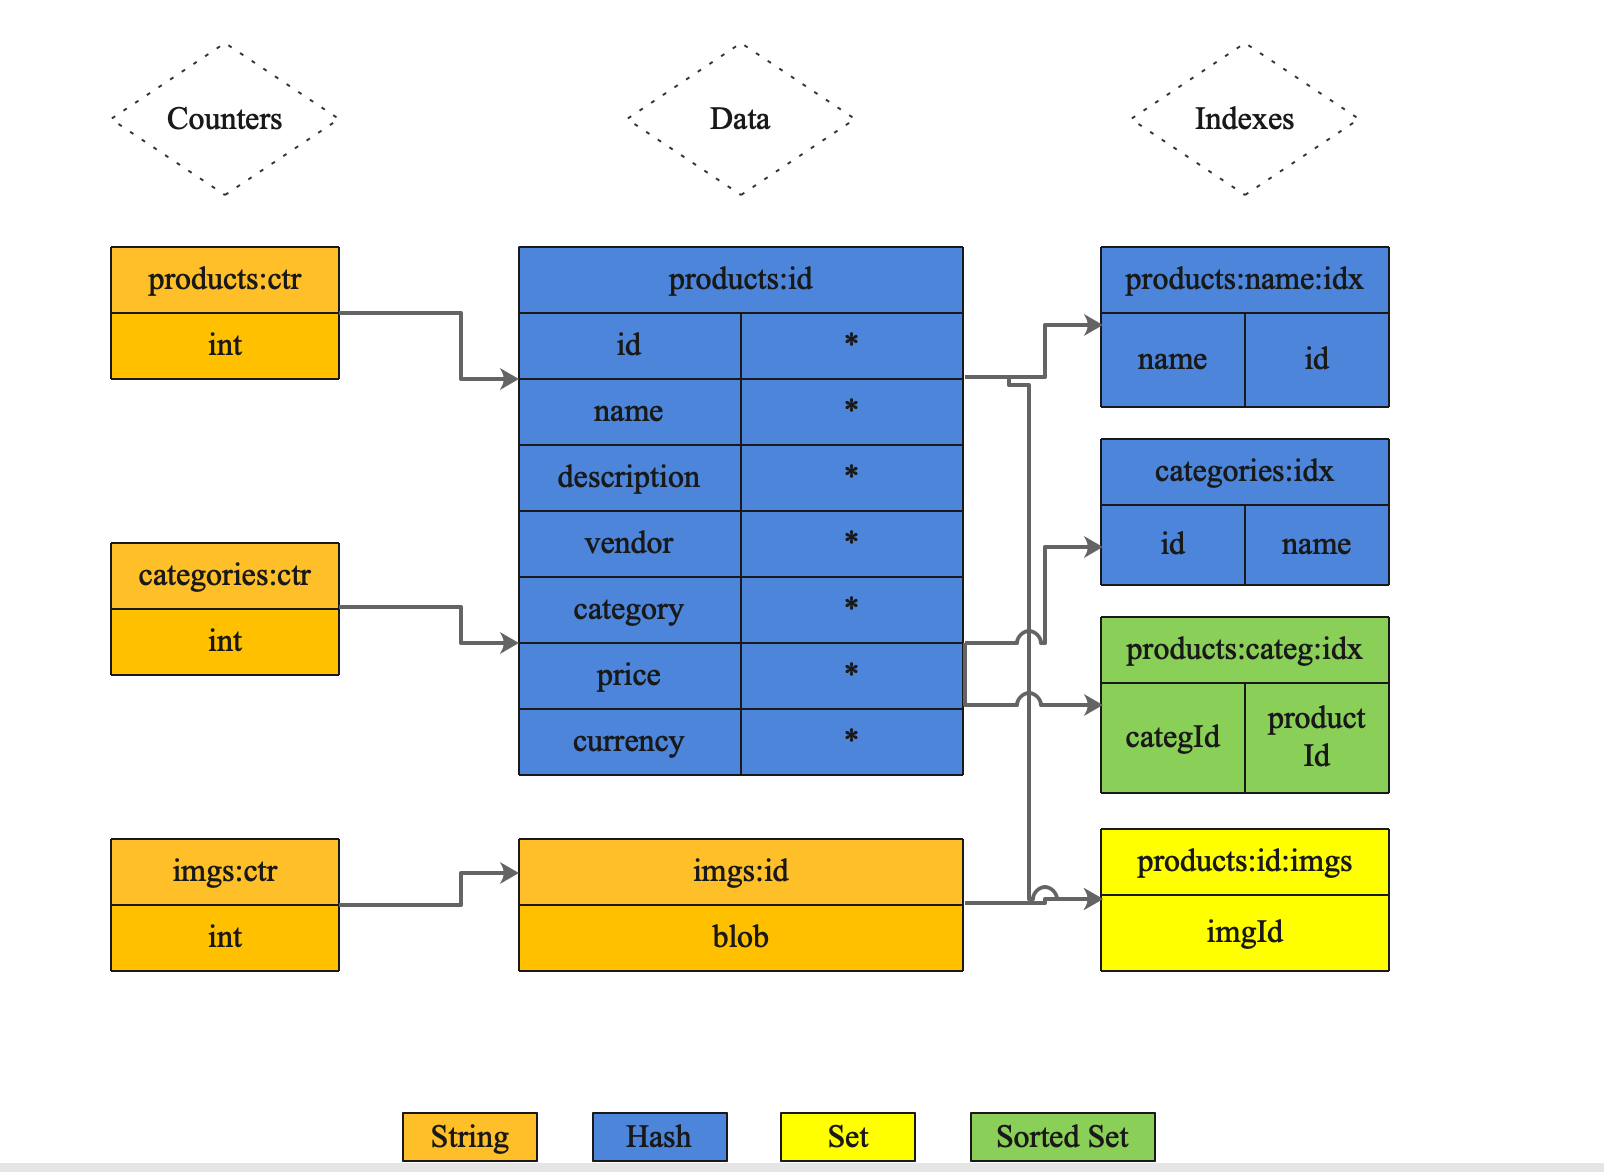 Counters
Data
Indexes
products:ctr
int
categories:ctr
int
imgs:ctr
int
products:id
id *
name *
description *
vendor *
category *
price *
currency *
imgs:id
blob
products:name:idx
name id
categories:idx
id name
products:categ:idx
categId product
Id
products:id:imgs
imgId
String
Hash
Set
Sorted Set